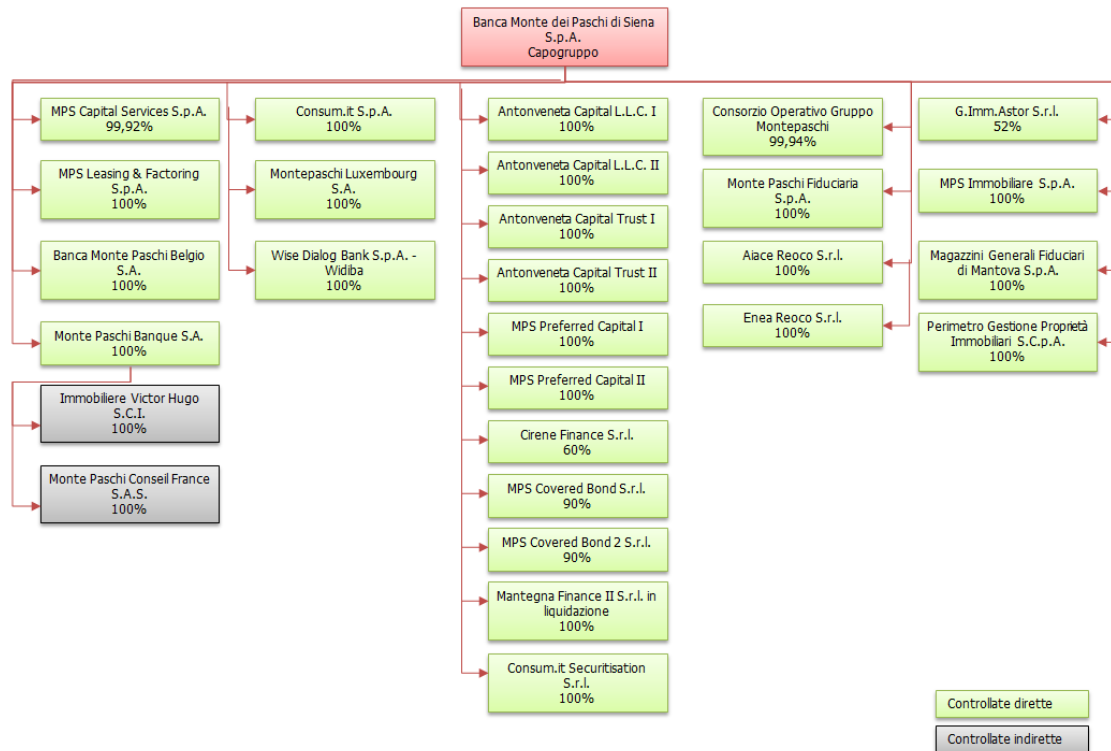 Banca Monte dei Paschi di Siena
S.p.A.
Capogruppo
MPS Capital Services S.p.A.
99,92%
MPS Leasing & Factoring
S.p.A.
100%
Banca Monte Paschi Belgio
S.A.
100%
Monte Paschi Banque S.A.
100%
Immobiliere Victor Hugo
S.C.I.
100%
Monte Paschi Conseil France
S.A.S.
100%
Consum.it S.p.A.
100%
Montepaschi Luxembourg
S.A.
100%
Wise Dialog Bank S.p.A. -
Widiba
100%
Antonveneta Capital L.L.C. I
100%
Antonveneta Capital L.L.C. II
100%
Antonveneta Capital Trust I
100%
Antonveneta Capital Trust II
100%
MPS Preferred Capital I
100%
MPS Preferred Capital II
100%
Cirene Finance S.r.l.
60%
MPS Covered Bond S.r.l.
90%
MPS Covered Bond 2 S.r.l.
90%
Mantegna Finance II S.r.l. in
liquidazione
100%
Consum.it Securitisation
S.r.l.
100%
Consorzio Operativo Gruppo
Montepaschi
99,94%
Monte Paschi Fiduciaria
S.p.A.
100%
Aiace Reoco S.r.l.
100%
Enea Reoco S.r.l.
100%
G.Imm.Astor S.r.l.
52%
MPS Immobiliare S.p.A.
100%
Magazzini Generali Fiduciari
di Mantova S.p.A.
100%
Perimetro Gestione Proprietà
Immobiliari S.C.p.A.
100%
Controllate dirette
Controllate indirette